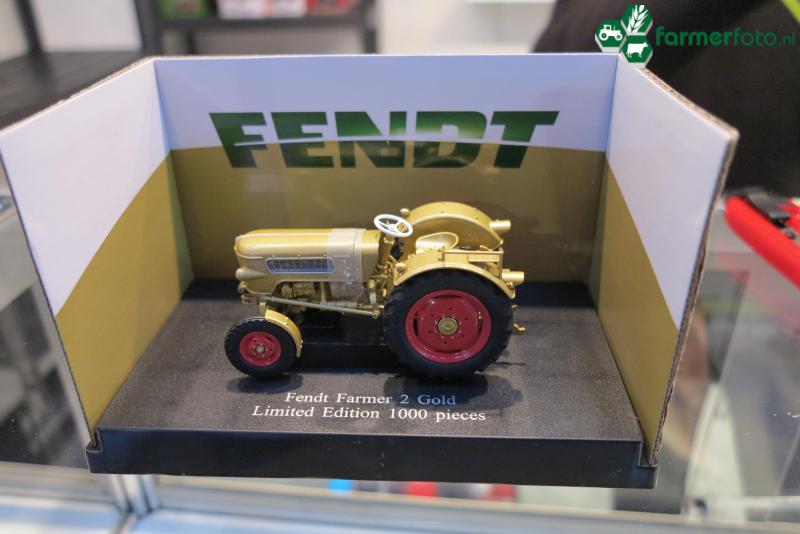 farmerfoto.nl
FENDT
Fendt Farmer 2 Gold
Limited Edition 1000 pieces